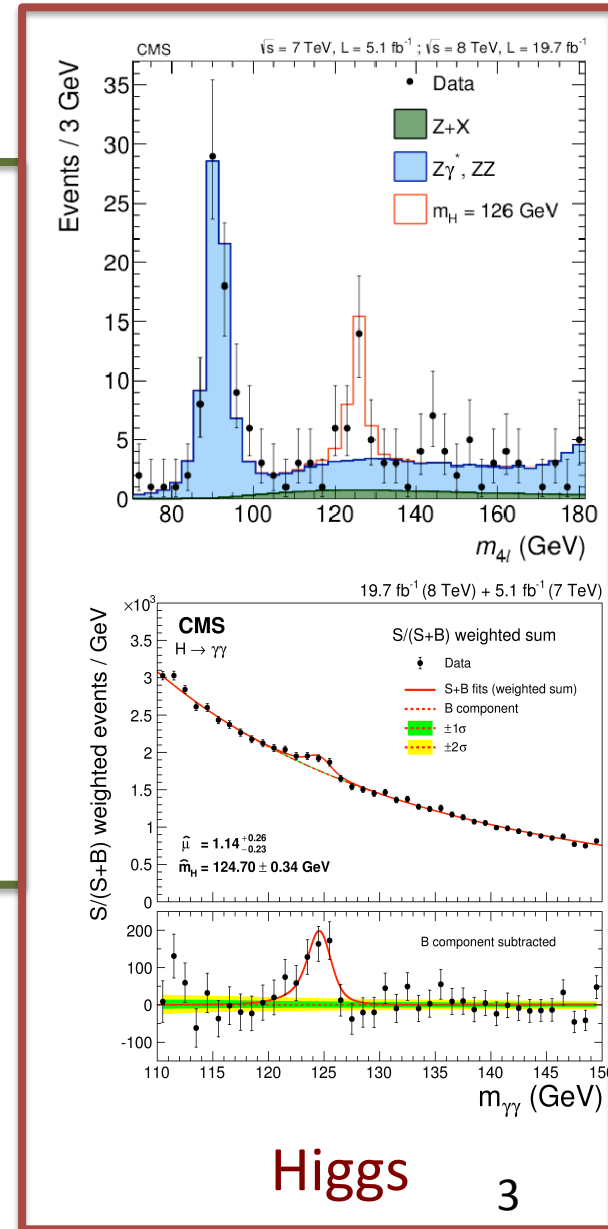 CMS √s = 7 TeV, L = 5.1 fb⁻¹ ; √s = 8 TeV, L = 19.7 fb⁻¹
Events / 3 GeV
35
30
25
20
15
10
5
0
Data
Z+X
Zγ*, ZZ
m_H = 126 GeV
80 100 120 140 160 180
m_4l (GeV)
19.7 fb⁻¹ (8 TeV) + 5.1 fb⁻¹ (7 TeV)
×10³
S/(S+B) weighted events / GeV
3.5
3
2.5
2
1.5
1
0.5
0
CMS
H → γγ
S/(S+B) weighted sum
Data
S+B fits (weighted sum)
B component
±1σ
±2σ
μ̂ = 1.14 +0.26 −0.23
m̂_H = 124.70 ± 0.34 GeV
200
100
0
-100
B component subtracted
110 115 120 125 130 135 140 145 150
m_γγ (GeV)
Higgs
3